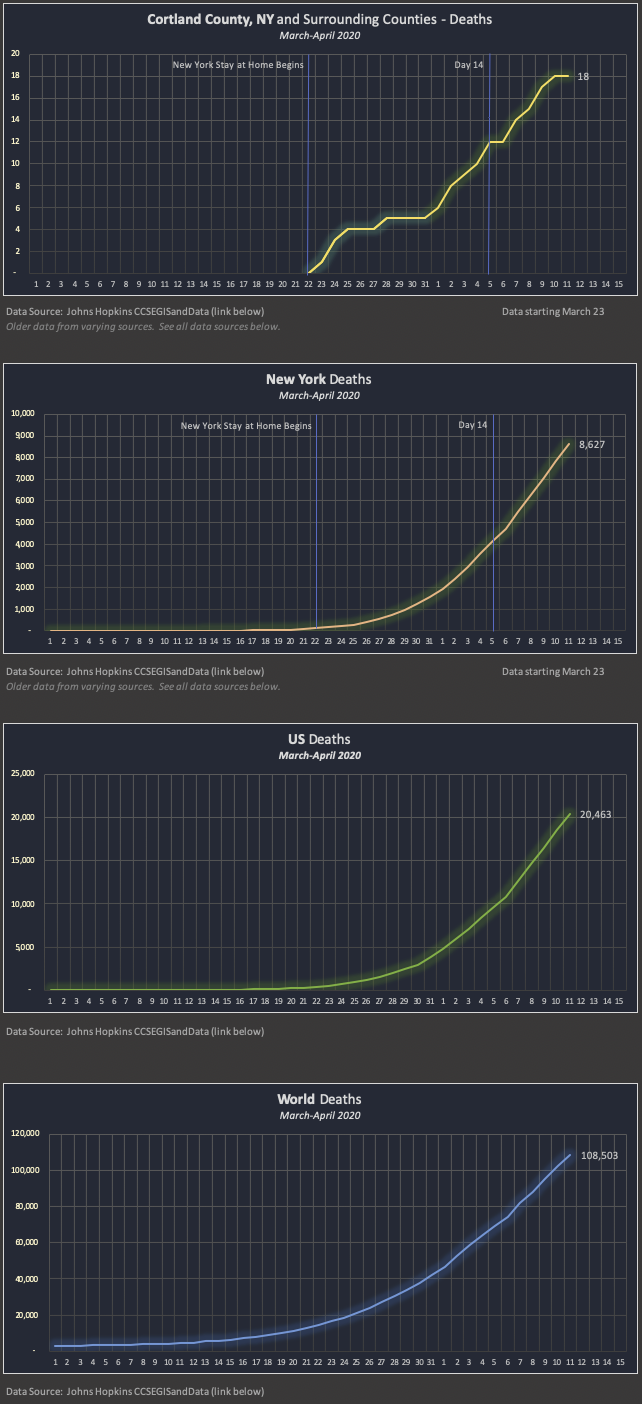 Cortland County, NY and Surrounding Counties - Deaths
March-April 2020
20
New York Stay at Home Begins Day 14
18
18
16
14
12
10
8
6
4
2
-
1 2 3 4 5 6 7 8 9 10 11 12 13 14 15 16 17 18 19 20 21 22 23 24 25 26 27 28 29 30 31 1 2 3 4 5 6 7 8 9 10 11 12 13 14 15
Data Source: Johns Hopkins CCSEGISandData (link below) Data starting March 23
Older data from varying sources. See all data sources below.
New York Deaths
March-April 2020
10,000
New York Stay at Home Begins Day 14
9,000
8,627
8,000
7,000
6,000
5,000
4,000
3,000
2,000
1,000
-
1 2 3 4 5 6 7 8 9 10 11 12 13 14 15 16 17 18 19 20 21 22 23 24 25 26 27 28 29 30 31 1 2 3 4 5 6 7 8 9 10 11 12 13 14 15
Data Source: Johns Hopkins CCSEGISandData (link below) Data starting March 23
Older data from varying sources. See all data sources below.
US Deaths
March-April 2020
25,000
20,000
20,463
15,000
10,000
5,000
-
1 2 3 4 5 6 7 8 9 10 11 12 13 14 15 16 17 18 19 20 21 22 23 24 25 26 27 28 29 30 31 1 2 3 4 5 6 7 8 9 10 11 12 13 14 15
Data Source: Johns Hopkins CCSEGISandData (link below)
World Deaths
March-April 2020
120,000
108,503
100,000
80,000
60,000
40,000
20,000
-
1 2 3 4 5 6 7 8 9 10 11 12 13 14 15 16 17 18 19 20 21 22 23 24 25 26 27 28 29 30 31 1 2 3 4 5 6 7 8 9 10 11 12 13 14 15
Data Source: Johns Hopkins CCSEGISandData (link below)